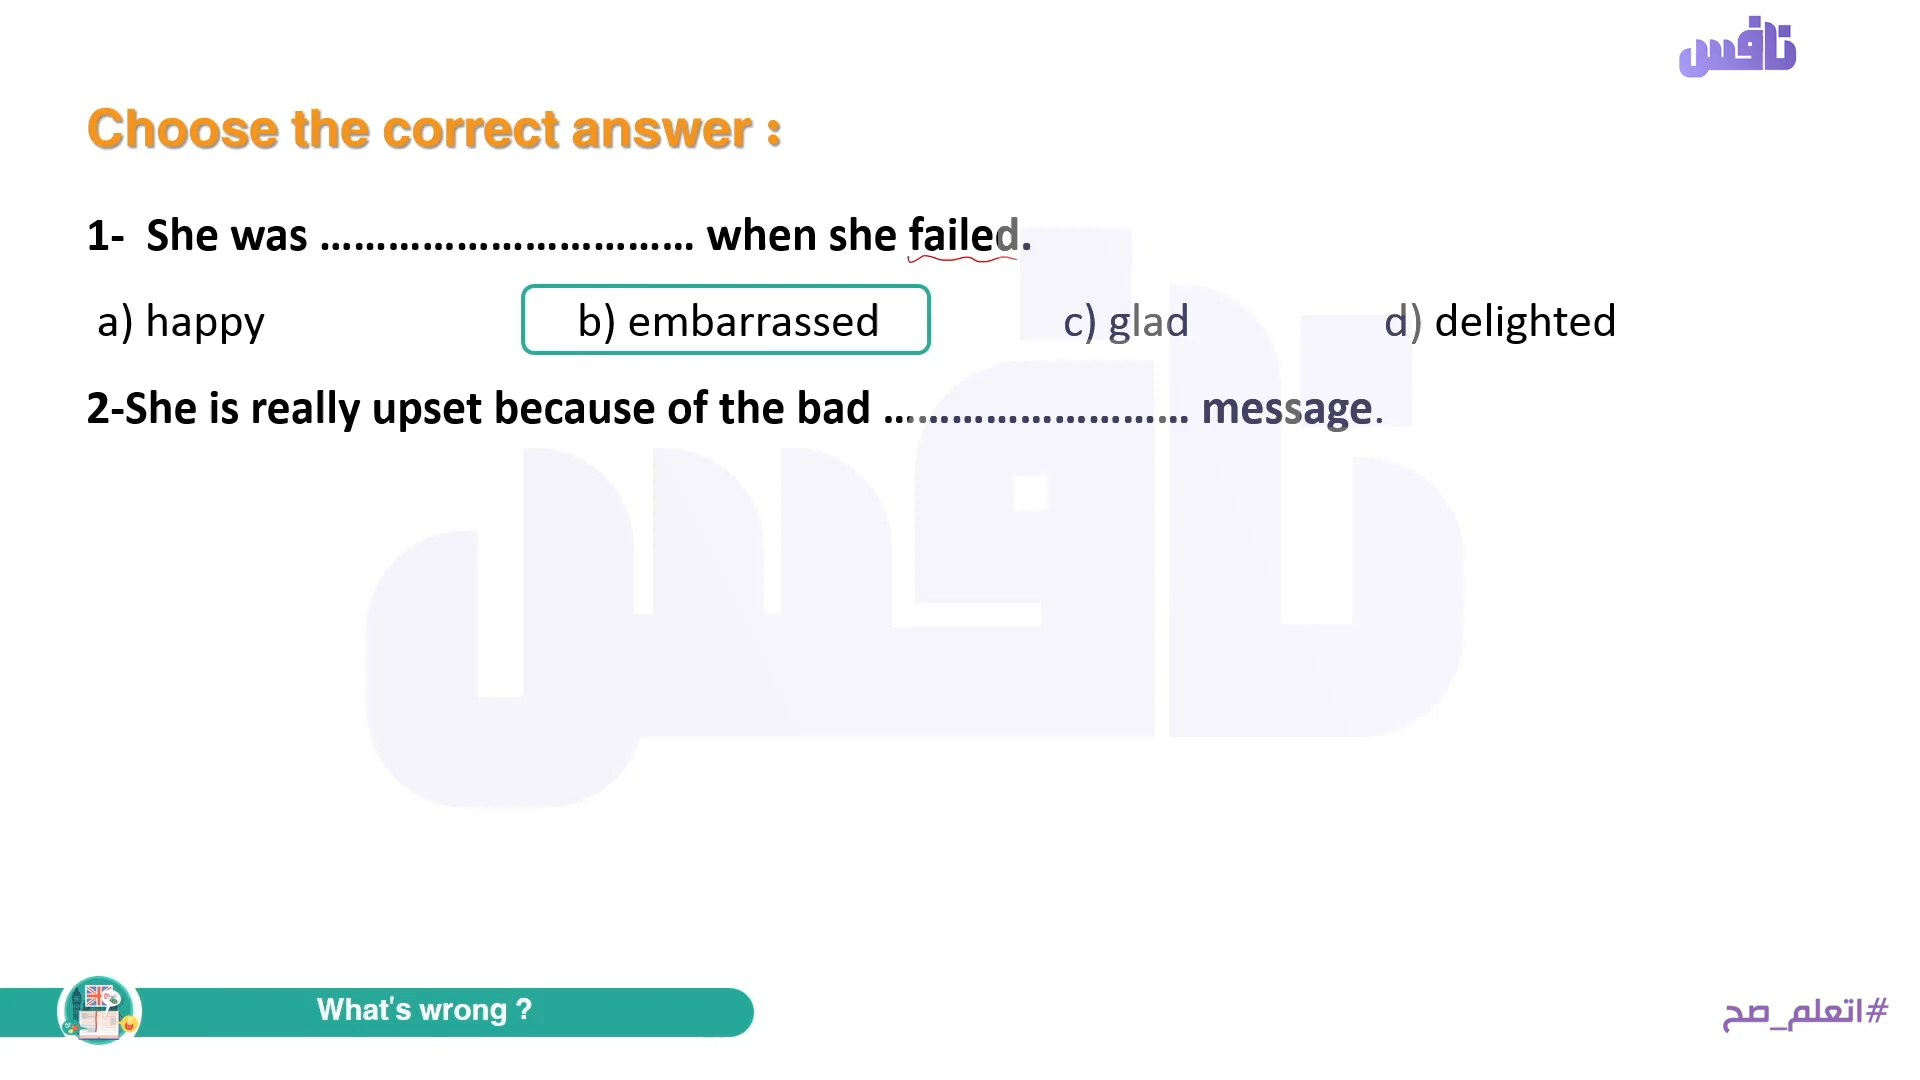 نافس
Choose the correct answer :
1- She was ................................. when she failed.
a) happy b) embarrassed c) glad d) delighted
2-She is really upset because of the bad ........................... message.
نافس
What's wrong ?
#اتعلم_صح